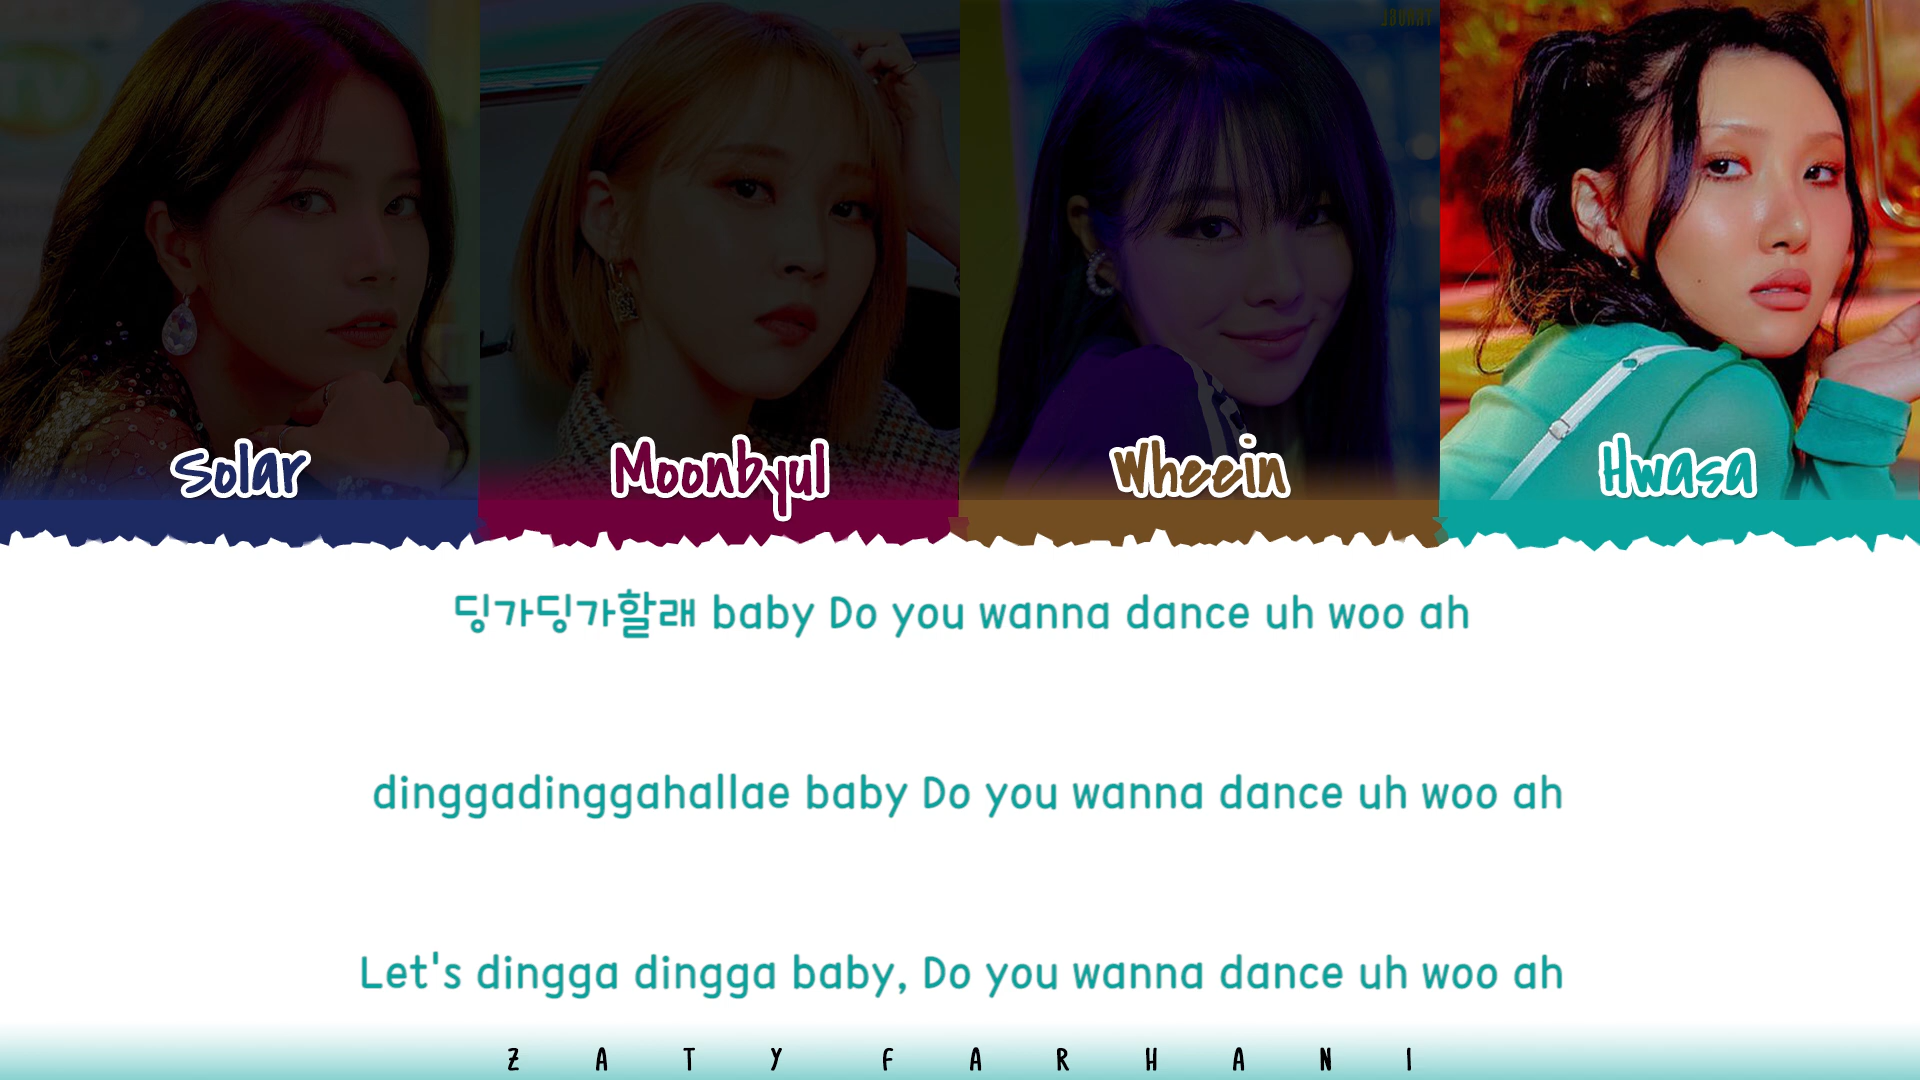 Solar
Moonbyul
Wheein
Hwasa
딩가딩가할래 baby Do you wanna dance uh woo ah
dinggadinggahallae baby Do you wanna dance uh woo ah
Let's dingga dingga baby, Do you wanna dance uh woo ah
ZATY FARHANI